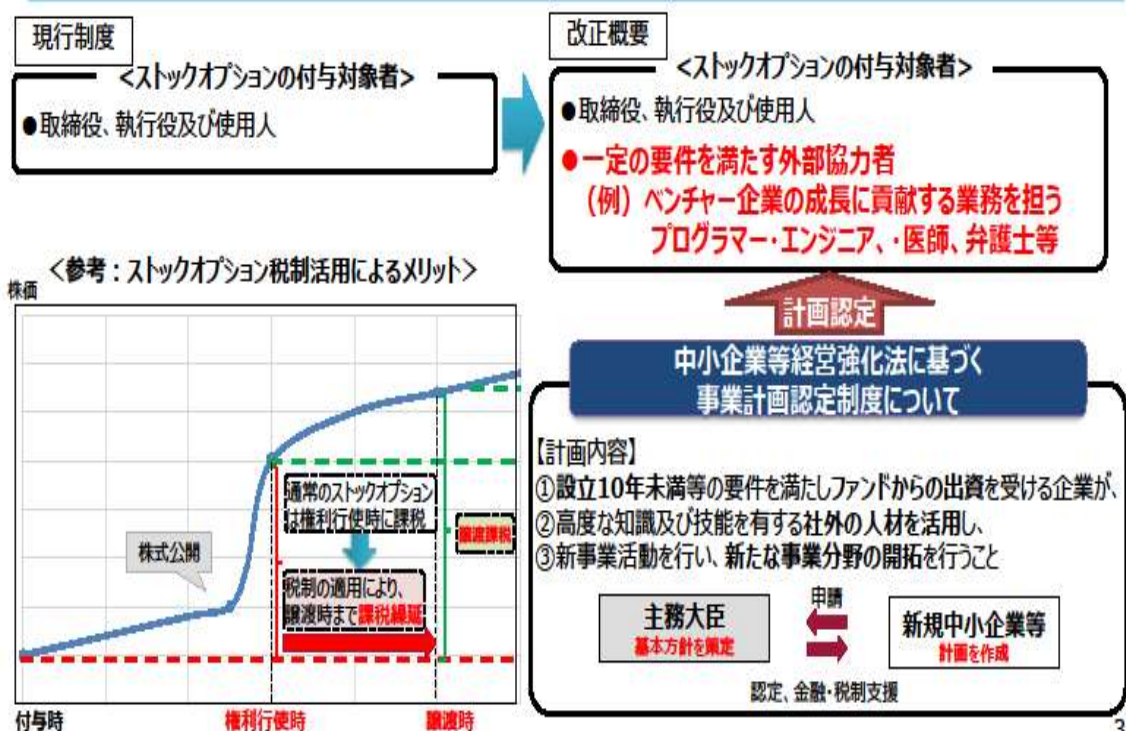 現行制度
<ストックオプションの付与対象者>
●取締役、執行役及び使用人
改正概要
<ストックオプションの付与対象者>
●取締役、執行役及び使用人
●一定の要件を満たす外部協力者
(例)ベンチャー企業の成長に貢献する業務を担う
プログラマー・エンジニア、・医師、弁護士等
<参考:ストックオプション税制活用によるメリット>
株価
株式公開
通常のストックオプション
は権利行使時に課税
税制の適用により、
譲渡時まで課税繰延
譲渡課税
付与時
権利行使時
譲渡時
計画認定
中小企業等経営強化法に基づく
事業計画認定制度について
【計画内容】
①設立10年未満等の要件を満たしファンドからの出資を受ける企業が、
②高度な知識及び技能を有する社外の人材を活用し、
③新事業活動を行い、新たな事業分野の開拓を行うこと
主務大臣
基本方針を策定
申請
新規中小企業等
計画を作成
認定、金融・税制支援
3